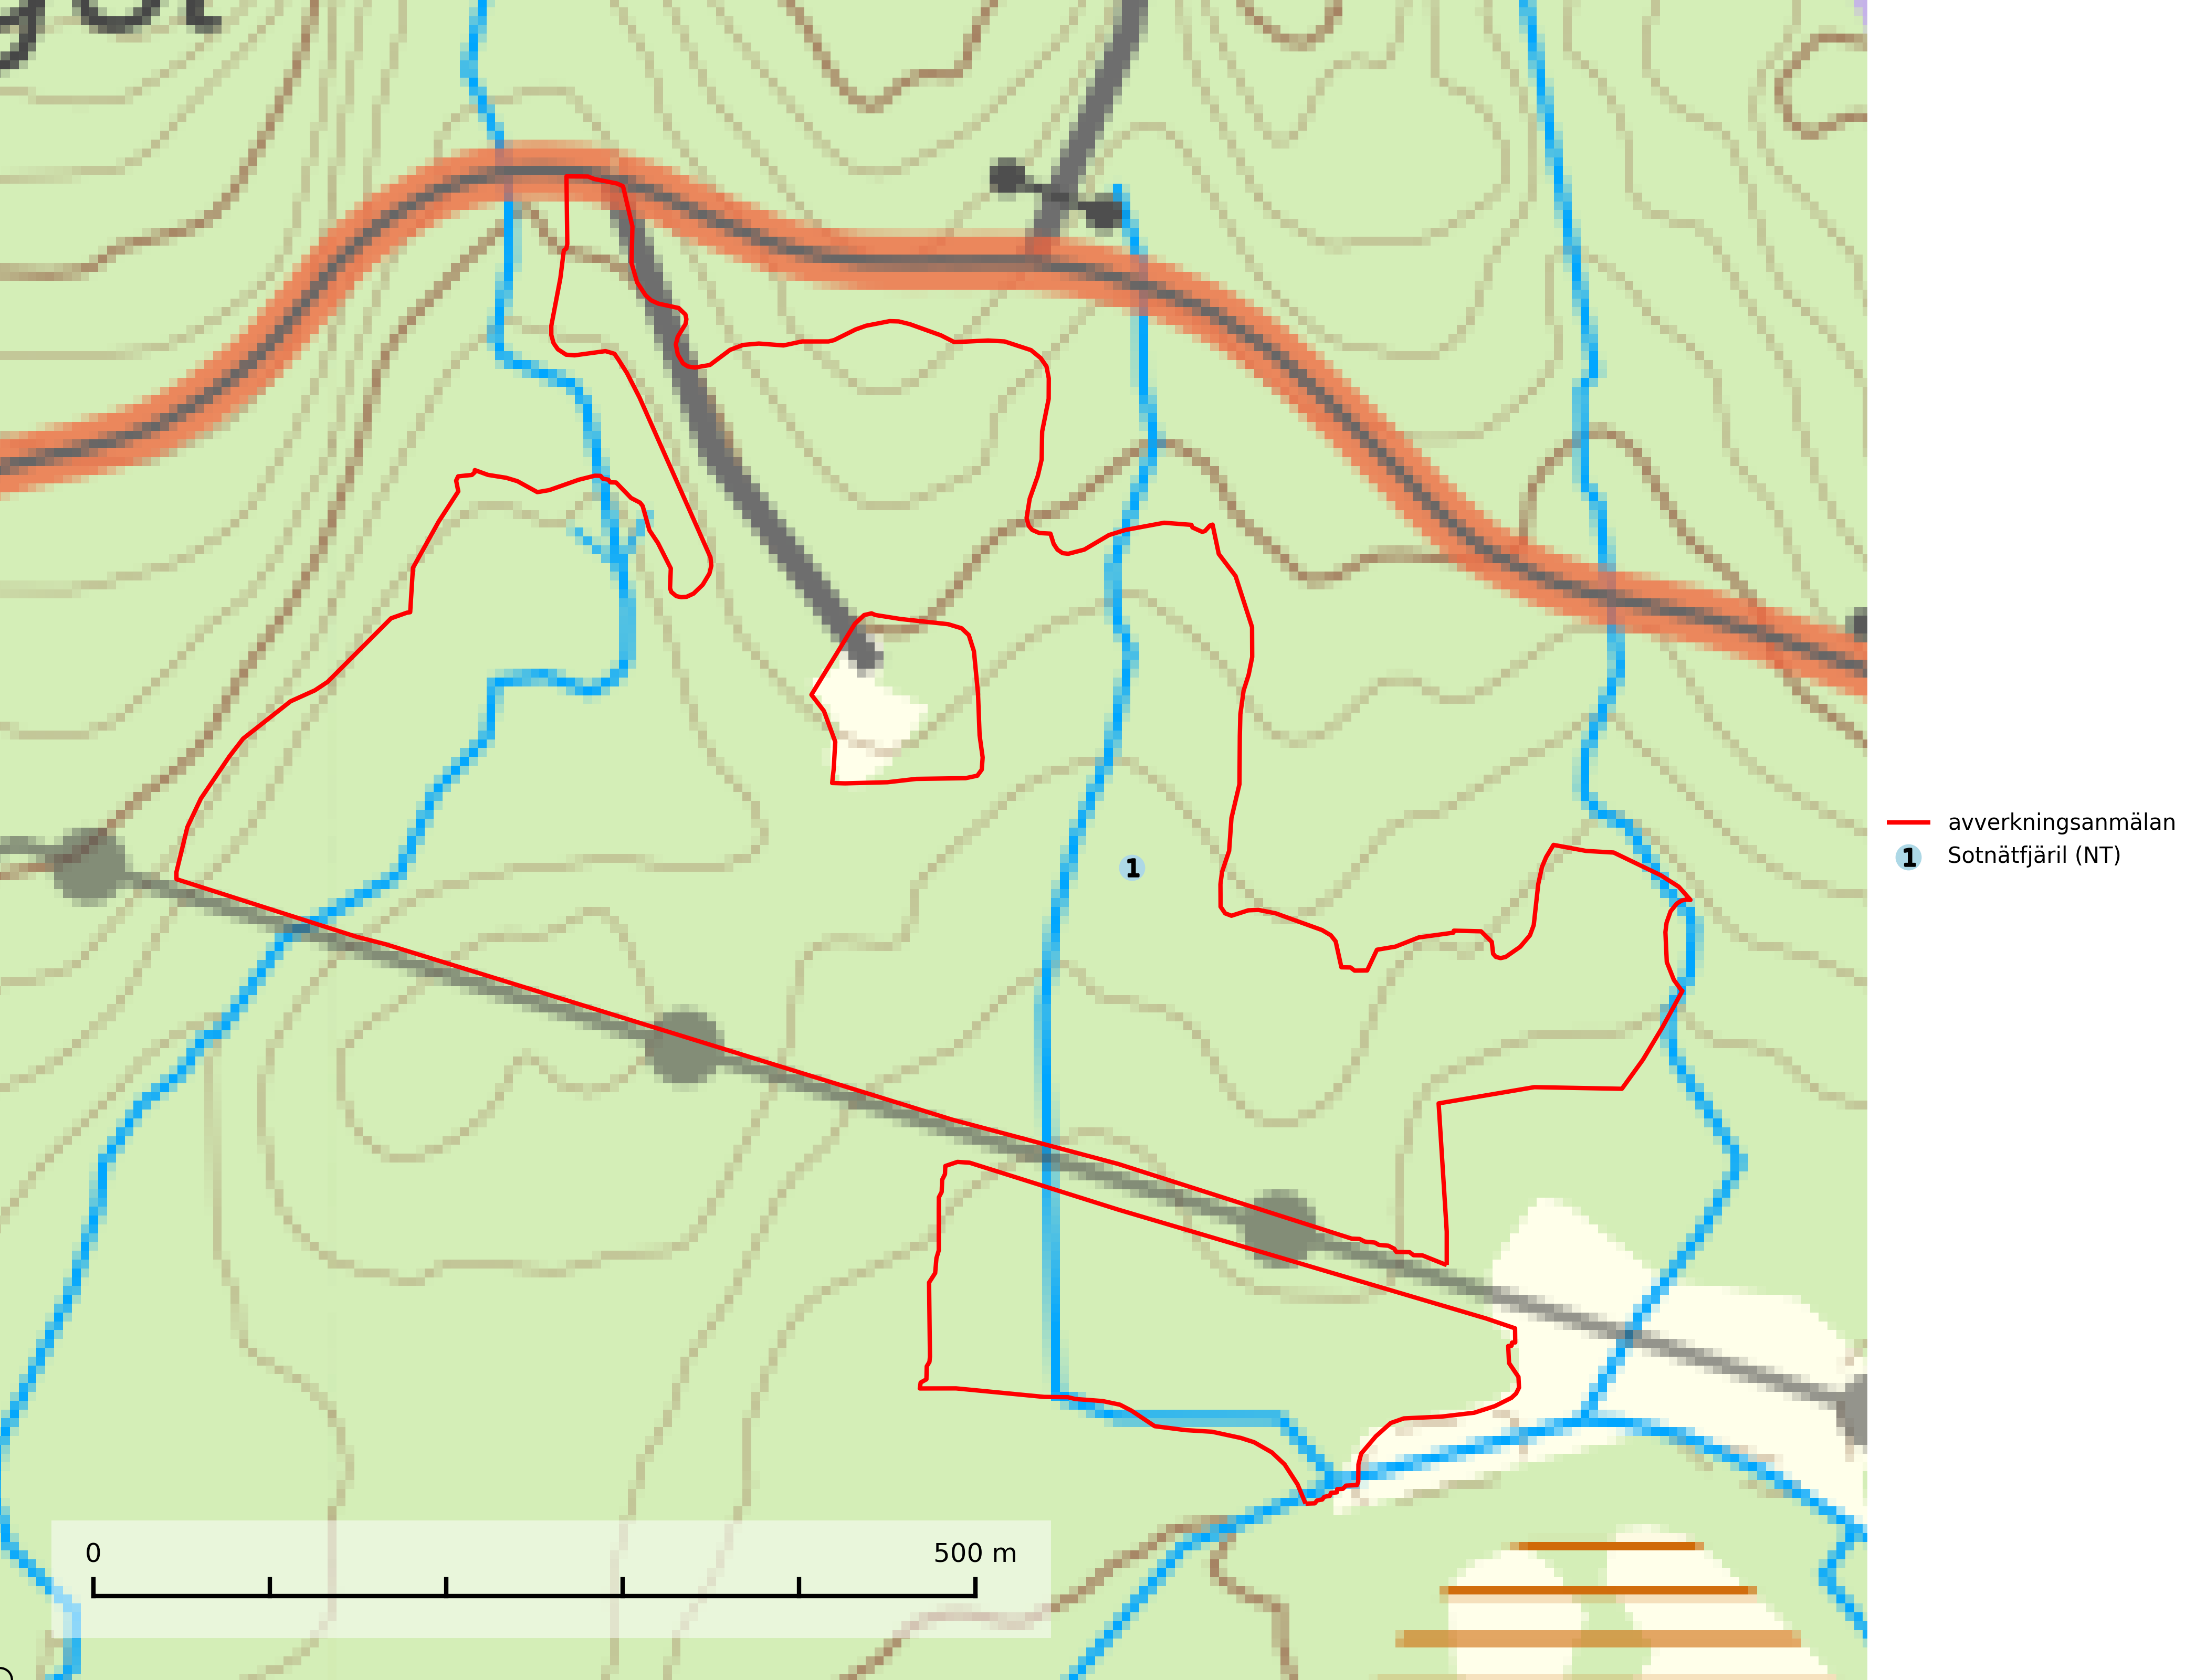 1
avverkningsanmälan
1 Sotnätfjäril (NT)
0 500 m